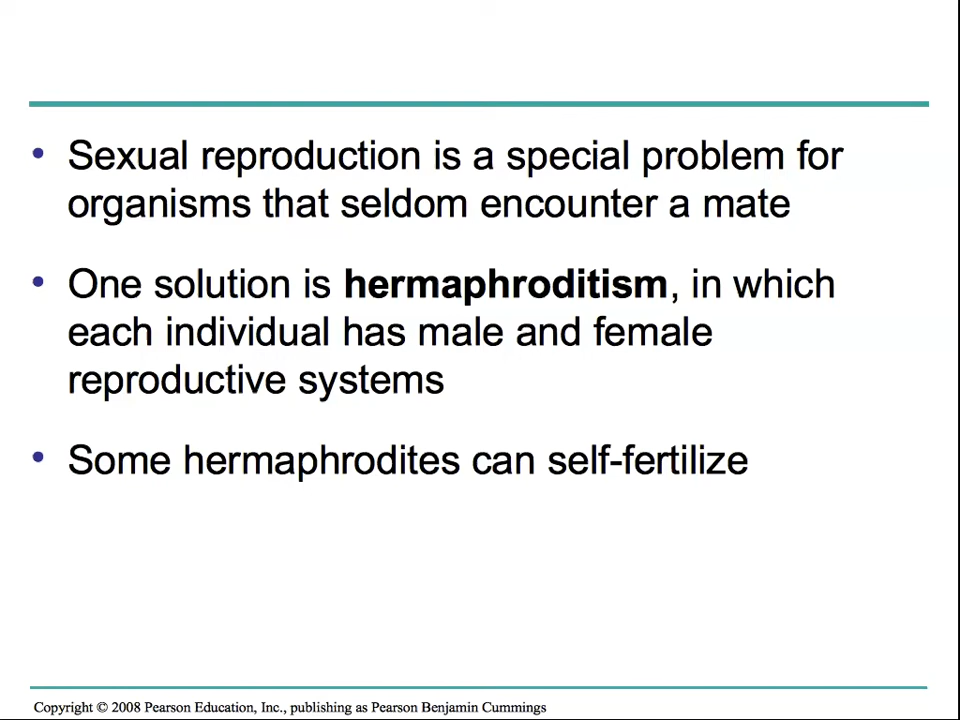 • Sexual reproduction is a special problem for
organisms that seldom encounter a mate
• One solution is hermaphroditism, in which
each individual has male and female
reproductive systems
• Some hermaphrodites can self-fertilize
Copyright © 2008 Pearson Education, Inc., publishing as Pearson Benjamin Cummings